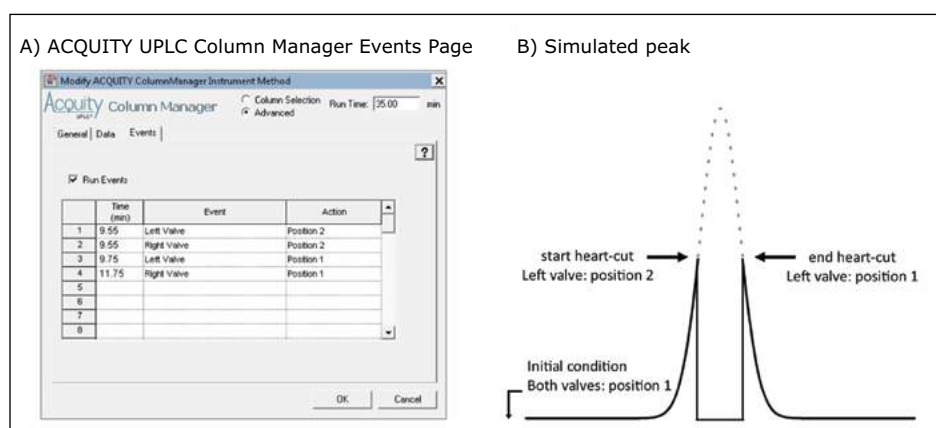 A) ACQUITY UPLC Column Manager Events Page
Modify ACQUITY ColumnManager Instrument Method
ACQUITY UPLC Column Manager
Column Selection
Advanced
Run Time: 35.00 min
General Data Events
?
Run Events
Time (min) Event Action
1 9.55 Left Valve Position 2
2 9.55 Right Valve Position 2
3 9.75 Left Valve Position 1
4 11.75 Right Valve Position 1
5
6
7
8
OK Cancel
B) Simulated peak
start heart-cut
Left valve: position 2
end heart-cut
Left valve: position 1
Initial condition
Both valves: position 1